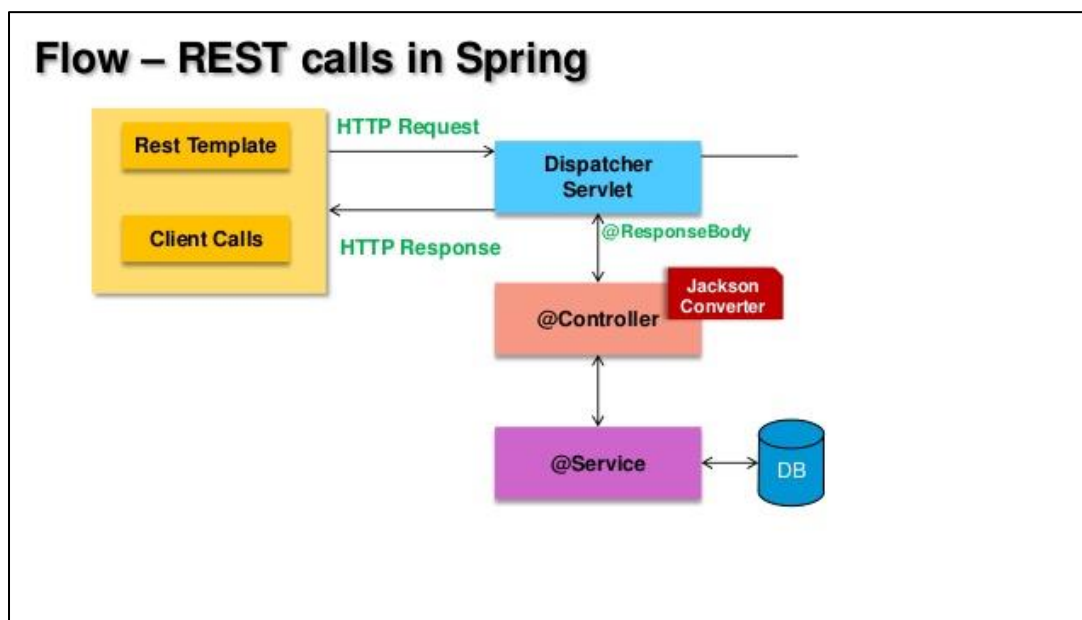 Flow – REST calls in Spring
HTTP Request
Rest Template
Dispatcher
Servlet
Client Calls
HTTP Response
@ResponseBody
Jackson
Converter
@Controller
@Service
DB